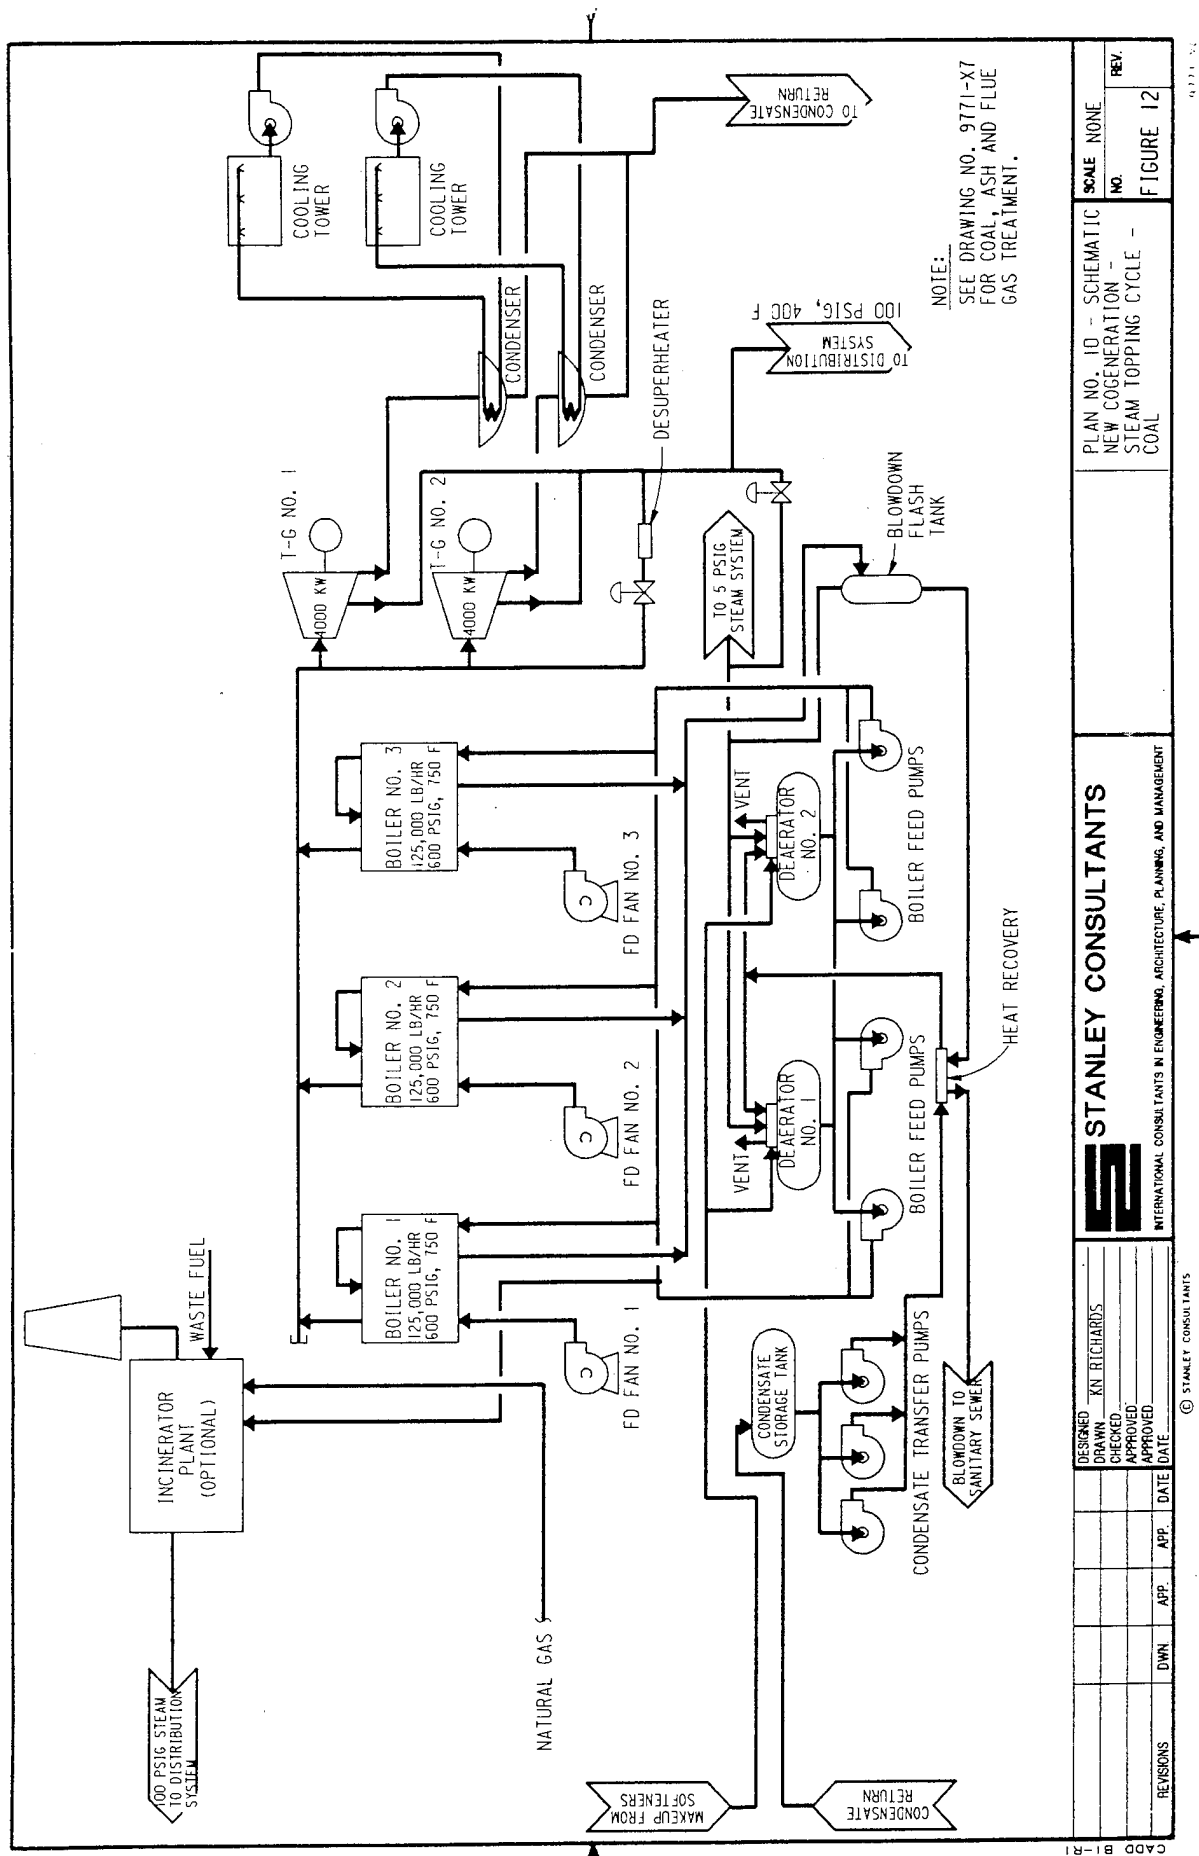 100 PSIG STEAM
TO DISTRIBUTION
SYSTEM
INCINERATOR
PLANT
(OPTIONAL)
WASTE FUEL
NATURAL GAS
BOILER NO. 1
125,000 LB/HR
600 PSIG, 750 F
BOILER NO. 2
125,000 LB/HR
600 PSIG, 750 F
BOILER NO. 3
125,000 LB/HR
600 PSIG, 750 F
C
FD FAN NO. 1
C
FD FAN NO. 2
C
FD FAN NO. 3
4000 KW
T-G NO. 1
4000 KW
T-G NO. 2
COOLING
TOWER
COOLING
TOWER
CONDENSER
CONDENSER
DESUPERHEATER
TO CONDENSATE
RETURN
TO DISTRIBUTION
SYSTEM
100 PSIG, 400 F
TO 5 PSIG
STEAM SYSTEM
BLOWDOWN
FLASH
TANK
MAKEUP FROM
SOFTENERS
CONDENSATE
RETURN
CONDENSATE
STORAGE TANK
CONDENSATE TRANSFER PUMPS
VENT
DEAERATOR
NO. 1
VENT
DEAERATOR
NO. 2
BOILER FEED PUMPS
BOILER FEED PUMPS
HEAT RECOVERY
BLOWDOWN TO
SANITARY SEWER
NOTE:
SEE DRAWING NO. 9771-X7
FOR COAL, ASH AND FLUE
GAS TREATMENT.
REVISIONS
DWN.
APP.
APP.
DATE
DESIGNED
DRAWN KN RICHARDS
CHECKED
APPROVED
APPROVED
DATE
STANLEY CONSULTANTS
INTERNATIONAL CONSULTANTS IN ENGINEERING, ARCHITECTURE, PLANNING, AND MANAGEMENT
PLAN NO. 10 - SCHEMATIC
NEW COGENERATION -
STEAM TOPPING CYCLE -
COAL
SCALE NONE
NO.
FIGURE 12
REV.
CADD B1-R1
© STANLEY CONSULTANTS